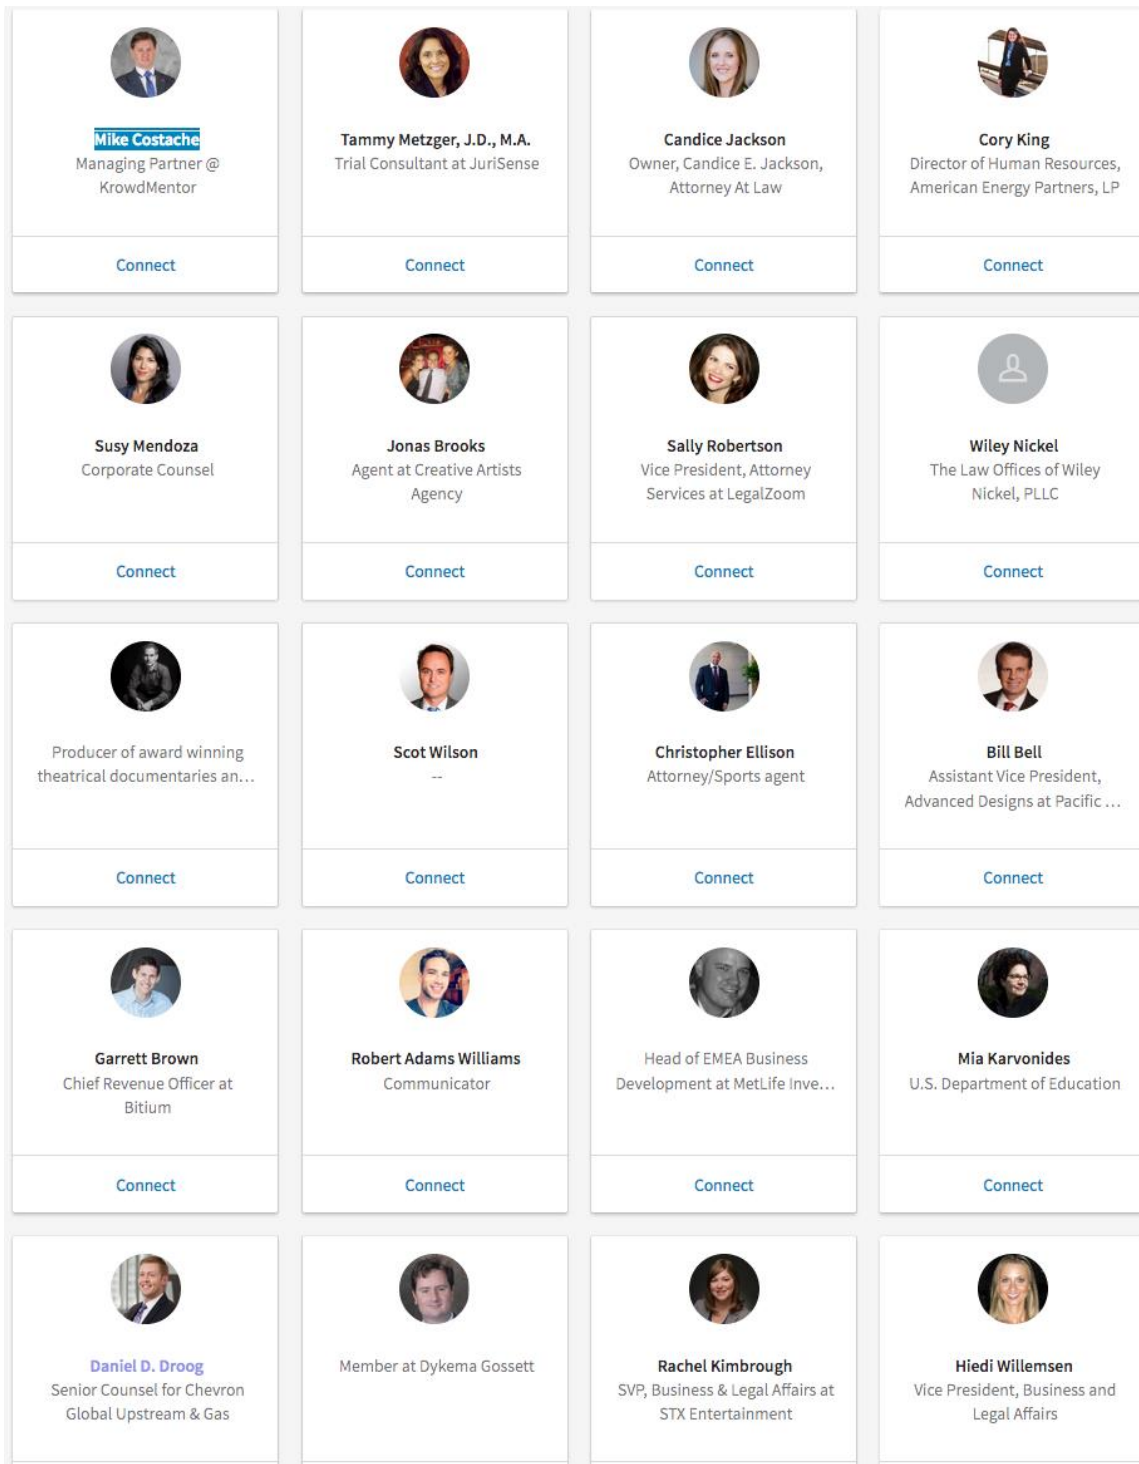 Mike Costache
Managing Partner @
KrowdMentor
Connect
Tammy Metzger, J.D., M.A.
Trial Consultant at JuriSense
Connect
Candice Jackson
Owner, Candice E. Jackson,
Attorney At Law
Connect
Cory King
Director of Human Resources,
American Energy Partners, LP
Connect
Susy Mendoza
Corporate Counsel
Connect
Jonas Brooks
Agent at Creative Artists
Agency
Connect
Sally Robertson
Vice President, Attorney
Services at LegalZoom
Connect
Wiley Nickel
The Law Offices of Wiley
Nickel, PLLC
Connect
Producer of award winning
theatrical documentaries an...
Connect
Scot Wilson
--
Connect
Christopher Ellison
Attorney/Sports agent
Connect
Bill Bell
Assistant Vice President,
Advanced Designs at Pacific ...
Connect
Garrett Brown
Chief Revenue Officer at
Bitium
Connect
Robert Adams Williams
Communicator
Connect
Head of EMEA Business
Development at MetLife Inve...
Connect
Mia Karvonides
U.S. Department of Education
Connect
Daniel D. Droog
Senior Counsel for Chevron
Global Upstream & Gas
Member at Dykema Gossett
Rachel Kimbrough
SVP, Business & Legal Affairs at
STX Entertainment
Hiedi Willemsen
Vice President, Business and
Legal Affairs